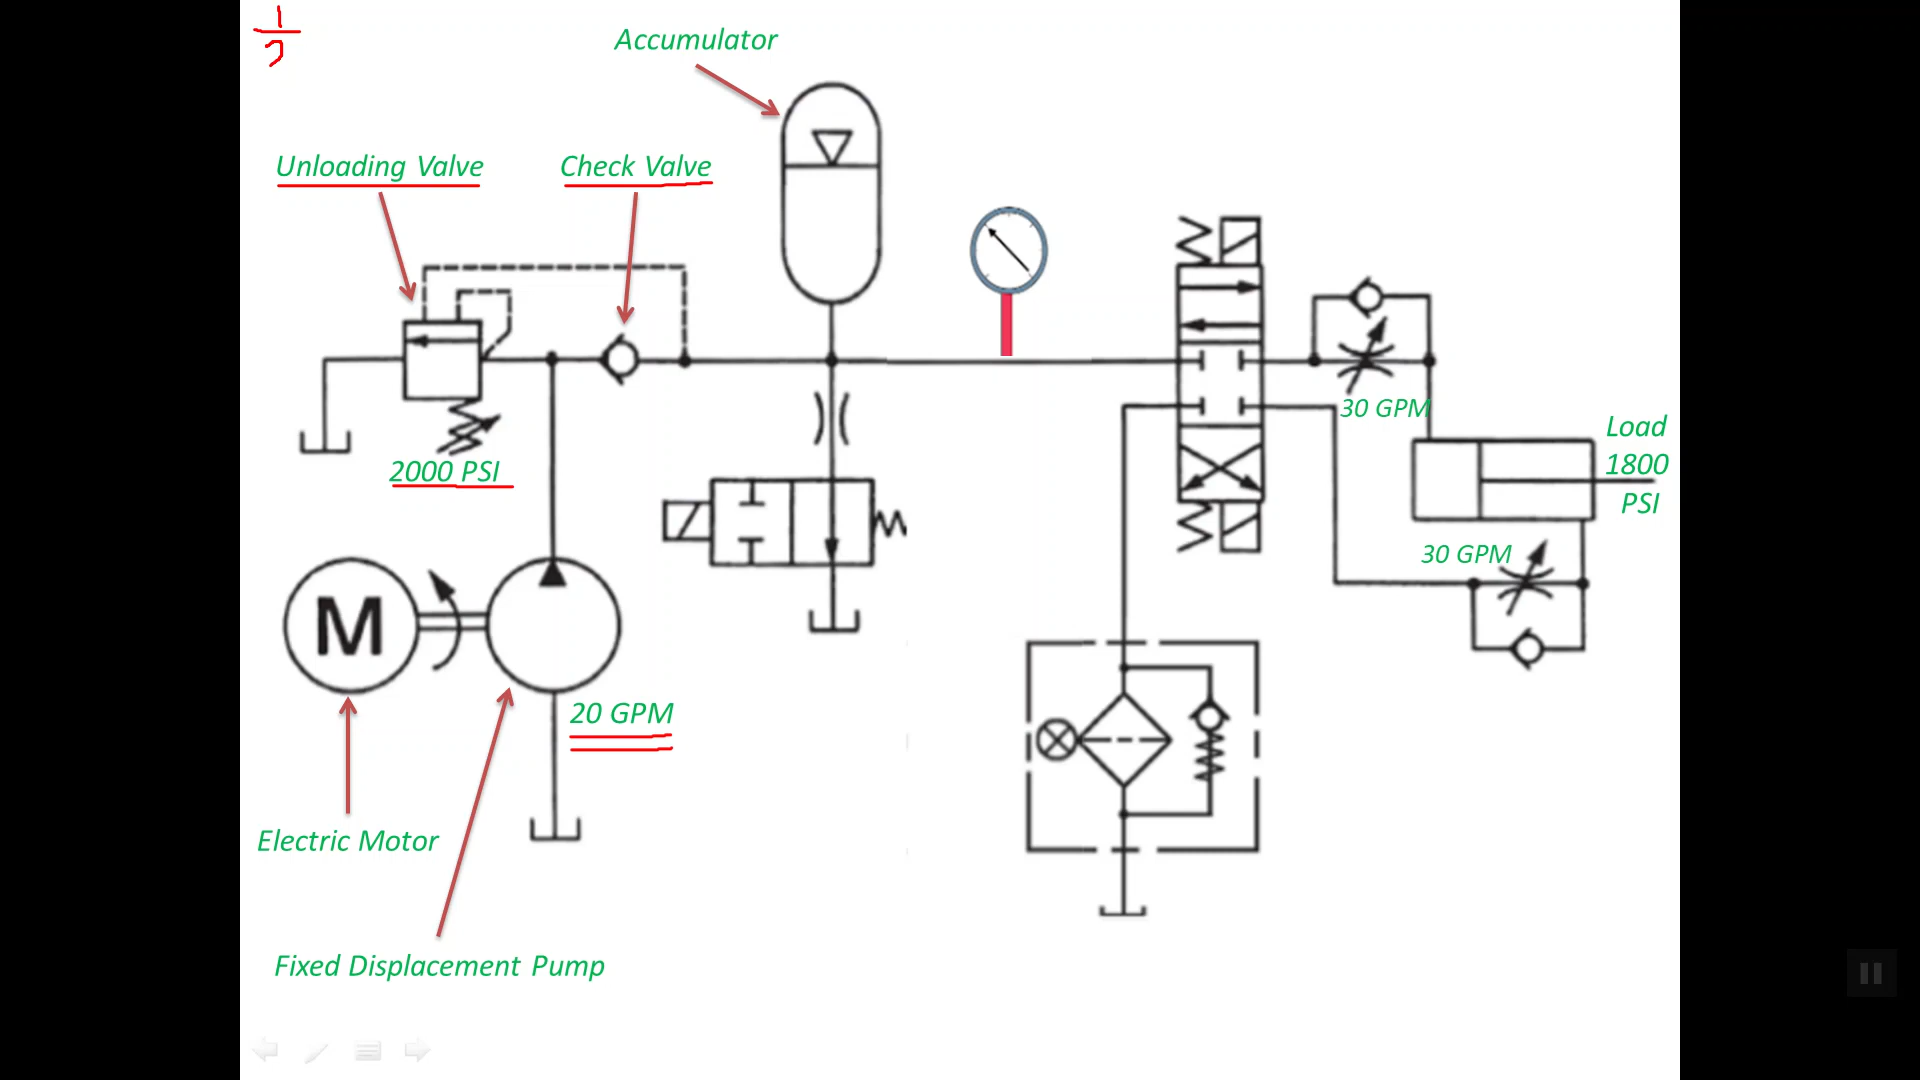 Accumulator
Unloading Valve
Check Valve
30 GPM
Load
1800
PSI
2000 PSI
30 GPM
M
20 GPM
Electric Motor
Fixed Displacement Pump